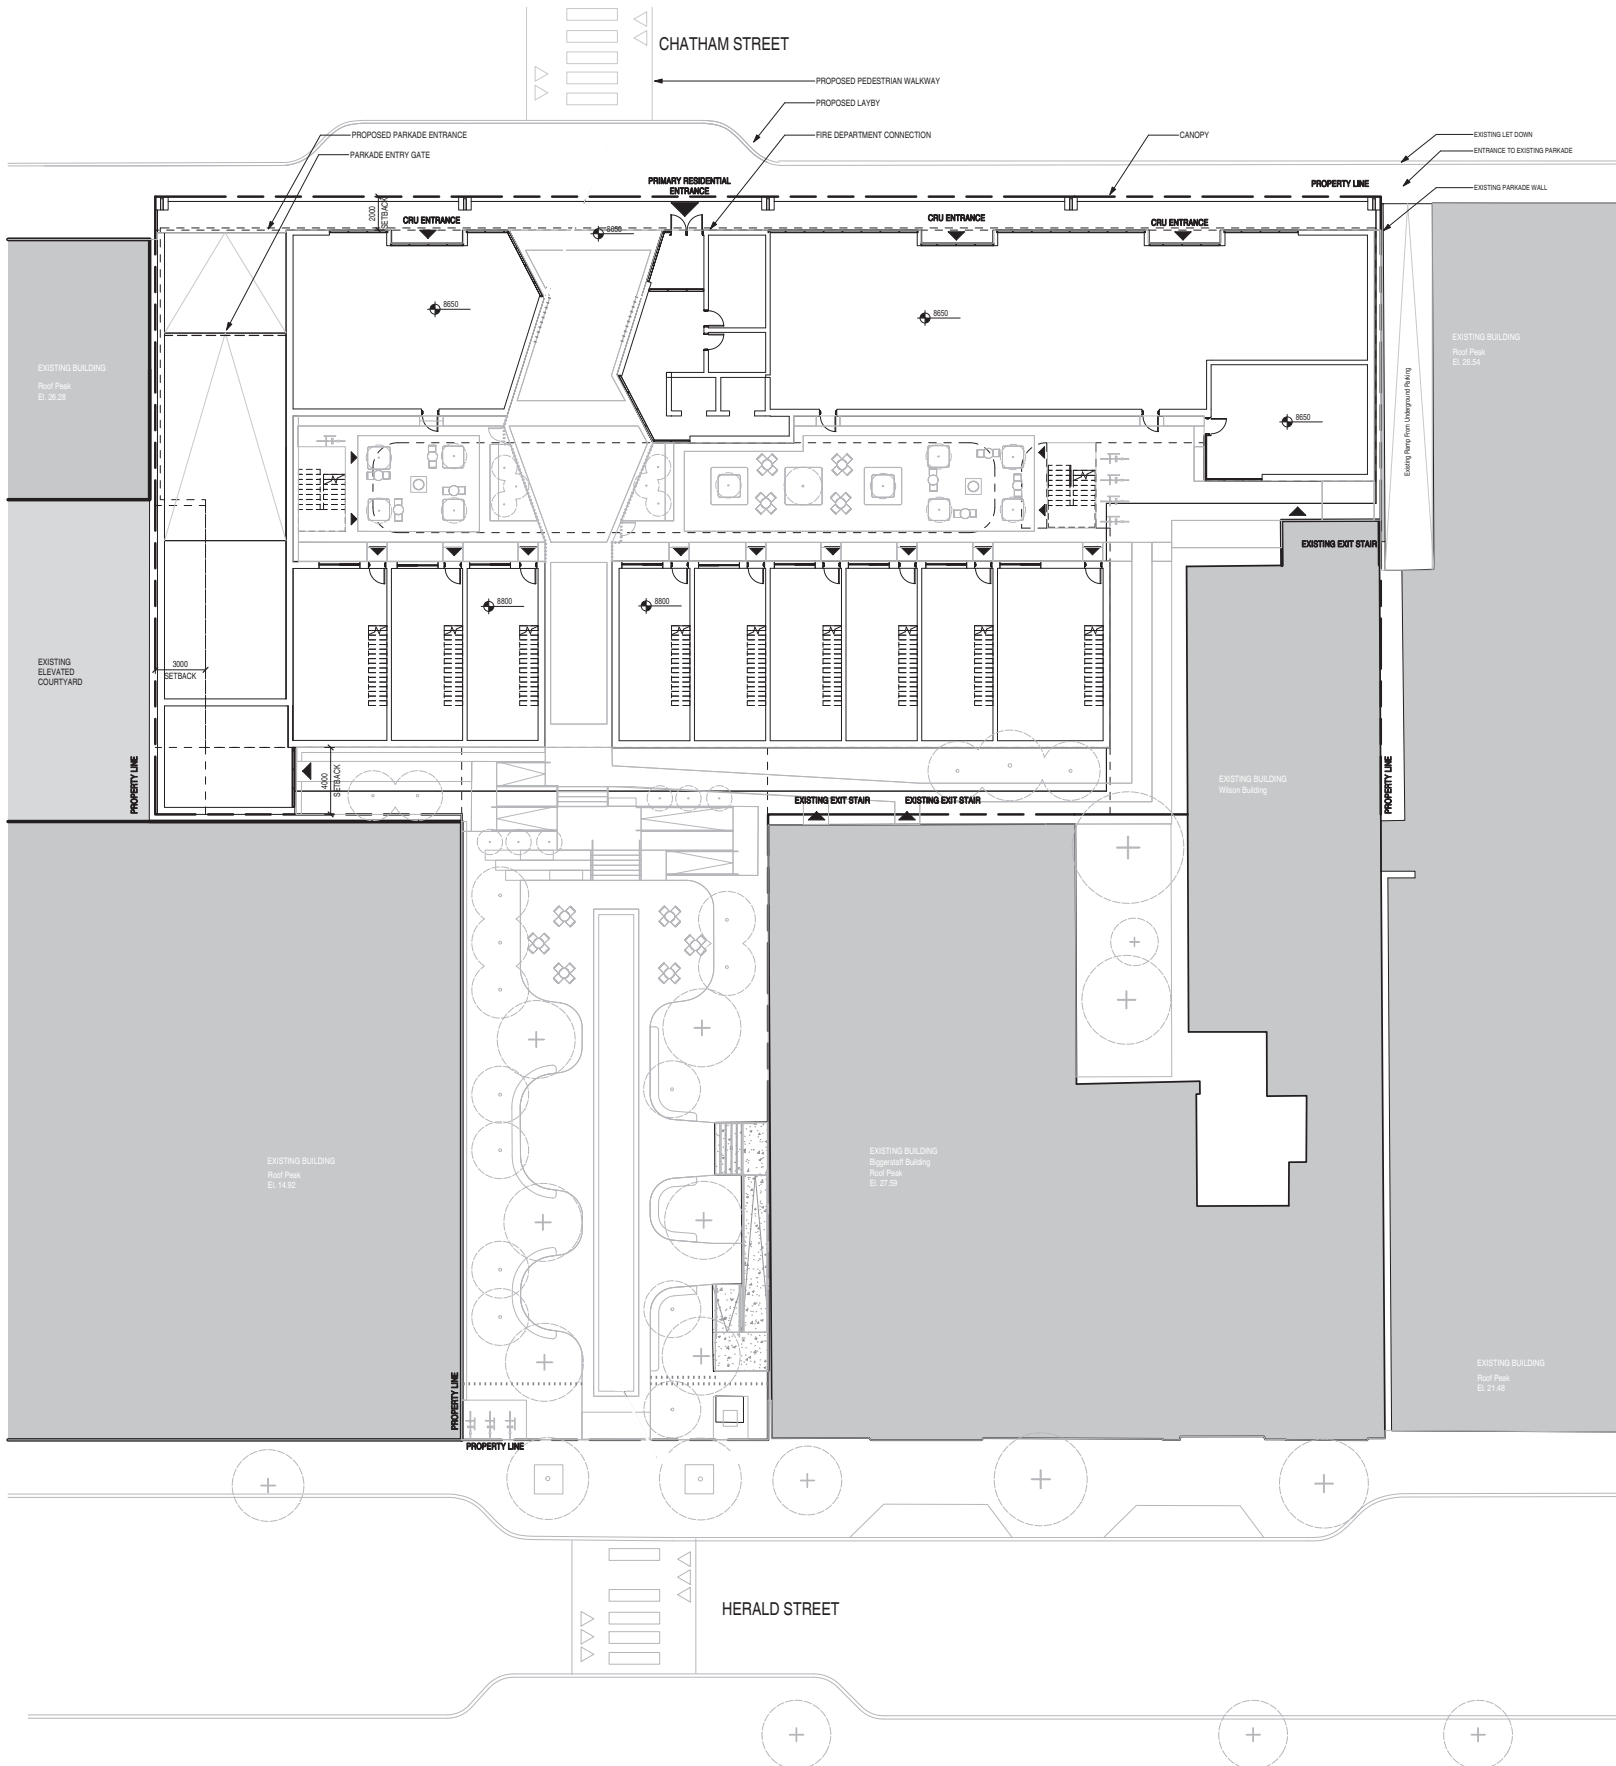 CHATHAM STREET
PROPOSED PEDESTRIAN WALKWAY
PROPOSED LAYBY
PROPOSED PARKADE ENTRANCE
FIRE DEPARTMENT CONNECTION
CANOPY
EXISTING LET DOWN
PARKADE ENTRY GATE
ENTRANCE TO EXISTING PARKADE
PRIMARY RESIDENTIAL
ENTRANCE
PROPERTY LINE
EXISTING PARKADE WALL
2000
SETBACK
CRU ENTRANCE
CRU ENTRANCE
CRU ENTRANCE
8650
8650
8650
EXISTING BUILDING
Roof Peak
El. 26.28
EXISTING BUILDING
Roof Peak
El. 26.54
Existing Ramp From Underground Parking
8650
EXISTING EXIT STAIR
8800
8800
EXISTING
ELEVATED
COURTYARD
3000
SETBACK
PROPERTY LINE
4000
SETBACK
EXISTING BUILDING
Wilson Building
PROPERTY LINE
EXISTING EXIT STAIR
EXISTING EXIT STAIR
EXISTING BUILDING
Roof Peak
El. 14.92
EXISTING BUILDING
Biggerstaff Building
Roof Peak
El. 27.59
EXISTING BUILDING
Roof Peak
El. 21.48
PROPERTY LINE
PROPERTY LINE
HERALD STREET